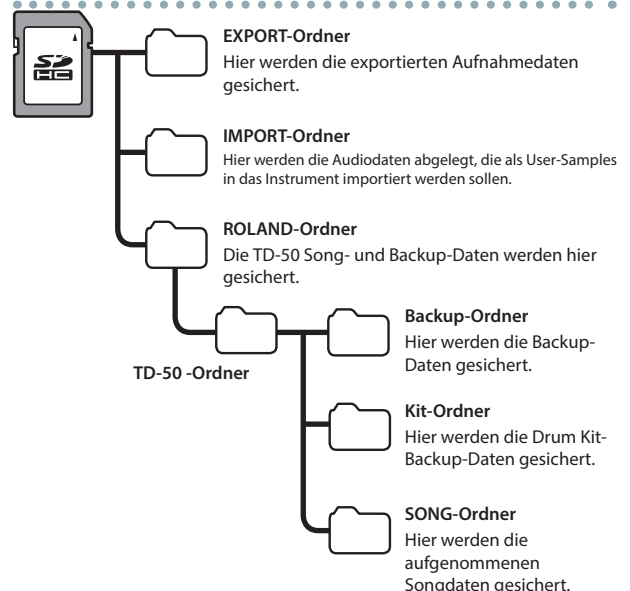 SD
HC
EXPORT-Ordner
Hier werden die exportierten Aufnahmedaten
gesichert.
IMPORT-Ordner
Hier werden die Audiodaten abgelegt, die als User-Samples
in das Instrument importiert werden sollen.
ROLAND-Ordner
Die TD-50 Song- und Backup-Daten werden hier
gesichert.
TD-50 -Ordner
Backup-Ordner
Hier werden die Backup-
Daten gesichert.
Kit-Ordner
Hier werden die Drum Kit-
Backup-Daten gesichert.
SONG-Ordner
Hier werden die
aufgenommenen
Songdaten gesichert.